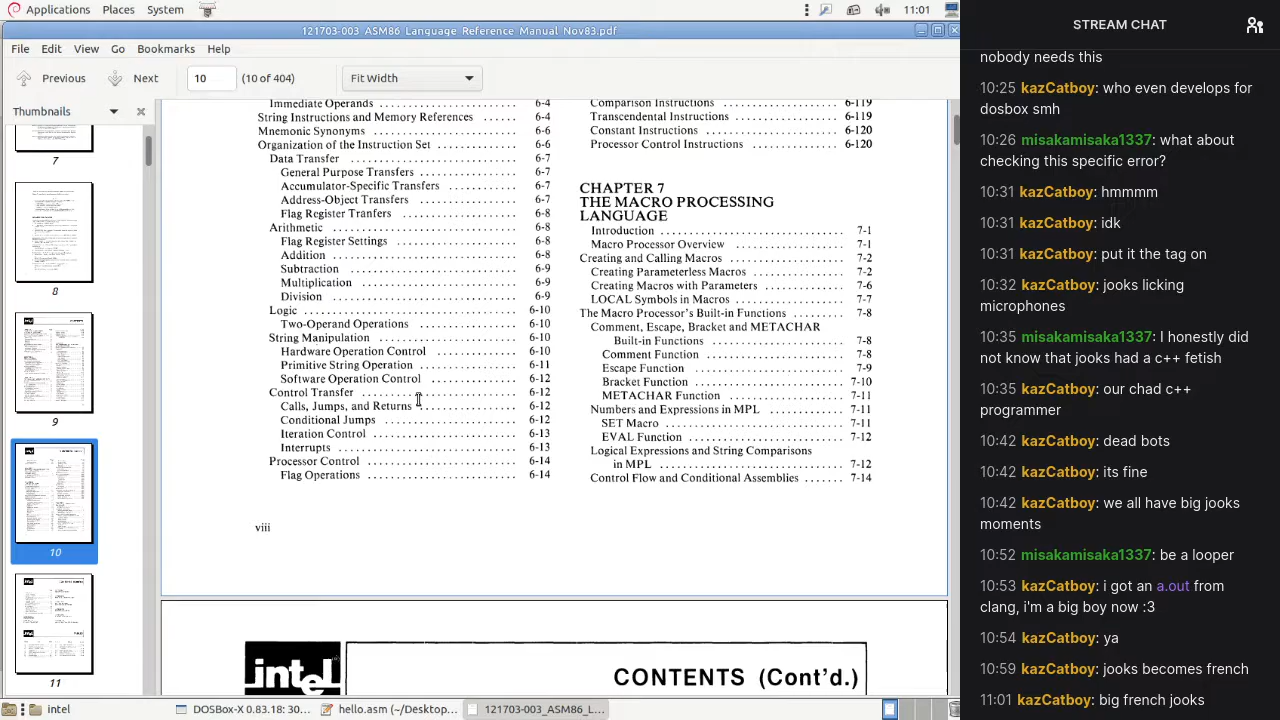 Applications Places System
11:01
121703-003_ASM86_Language_Reference_Manual_Nov83.pdf
File Edit View Go Bookmarks Help
Previous Next 10 (10 of 404) Fit Width
Thumbnails
7
8
9
10
11
Immediate Operands 6-4
String Instructions and Memory References 6-4
Mnemonic Synonyms 6-6
Organization of the Instruction Set 6-6
Data Transfer 6-7
General Purpose Transfers 6-7
Accumulator-Specific Transfers 6-7
Address-Object Transfers 6-7
Flag Register Tranfers 6-8
Arithmetic 6-8
Flag Register Settings 6-8
Addition 6-8
Subtraction 6-9
Multiplication 6-9
Division 6-9
Logic 6-10
Two-Operand Operations 6-10
String Manipulation 6-10
Hardware Operation Control 6-10
Primitive String Operation 6-11
Software Operation Control 6-12
Control Transfer 6-12
Calls, Jumps, and Returns 6-12
Conditional Jumps 6-12
Iteration Control 6-13
Interrupts 6-13
Processor Control 6-14
Flag Operations 6-14
Comparison Instructions 6-119
Transcendental Instructions 6-119
Constant Instructions 6-120
Processor Control Instructions 6-120
CHAPTER 7
THE MACRO PROCESSING
LANGUAGE
Introduction 7-1
Macro Processor Overview 7-1
Creating and Calling Macros 7-2
Creating Parameterless Macros 7-2
Creating Macros with Parameters 7-6
LOCAL Symbols in Macros 7-7
The Macro Processor's Built-in Functions 7-8
Comment, Escape, Bracket and METACHAR
Built-in Functions 7-8
Comment Function 7-8
Escape Function 7-9
Bracket Function 7-10
METACHAR Function 7-11
Numbers and Expressions in MPL 7-11
SET Macro 7-11
EVAL Function 7-12
Logical Expressions and String Comparisons
in MPL 7-12
Control Flow and Conditional Assemblies 7-14
viii
intel
CONTENTS (Cont'd.)
intel
DOSBox-X 0.83.18: 30...
121703-003_ASM86_L...
STREAM CHAT
nobody needs this
10:25 kazCatboy: who even develops for
dosbox smh
10:26 misakamisaka1337: what about
checking this specific error?
10:31 kazCatboy: hmmmm
10:31 kazCatboy: idk
10:31 kazCatboy: put it the tag on
10:32 kazCatboy: jooks licking
microphones
10:35 misakamisaka1337: I honestly did
not know that jooks had a c++ fetish
10:35 kazCatboy: our chad c++
programmer
10:42 kazCatboy: dead bots
10:42 kazCatboy: its fine
10:42 kazCatboy: we all have big jooks
moments
10:52 misakamisaka1337: be a looper
10:53 kazCatboy: i got an a.out from
clang, i'm a big boy now :3
10:54 kazCatboy: ya
10:59 kazCatboy: jooks becomes french
11:01 kazCatboy: big french jooks